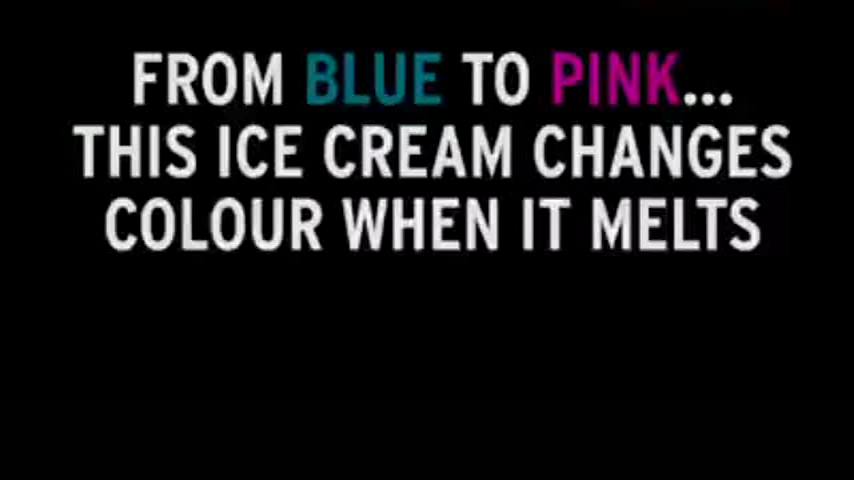 FROM BLUE TO PINK...
THIS ICE CREAM CHANGES
COLOUR WHEN IT MELTS